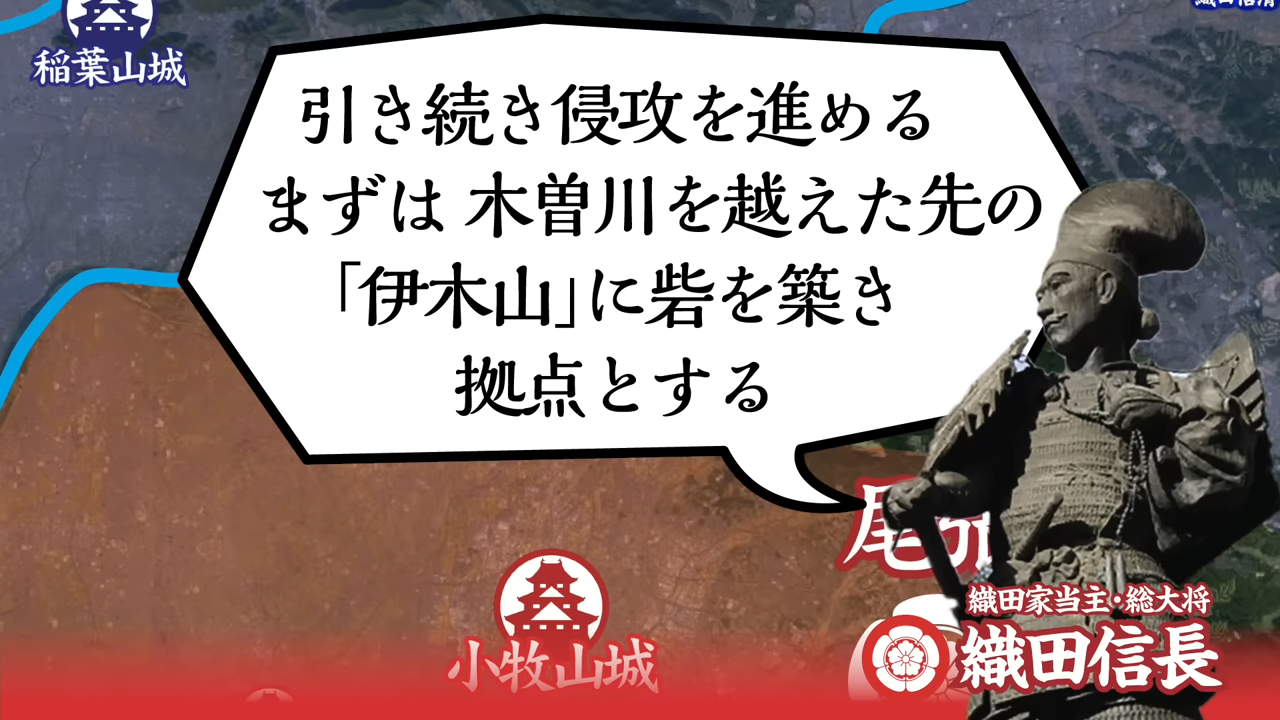 稲葉山城
引き続き侵攻を進める
まずは 木曽川を越えた先の
「伊木山」に砦を築き
拠点とする
尾
小牧山城
織田家当主・総大将
織田信長